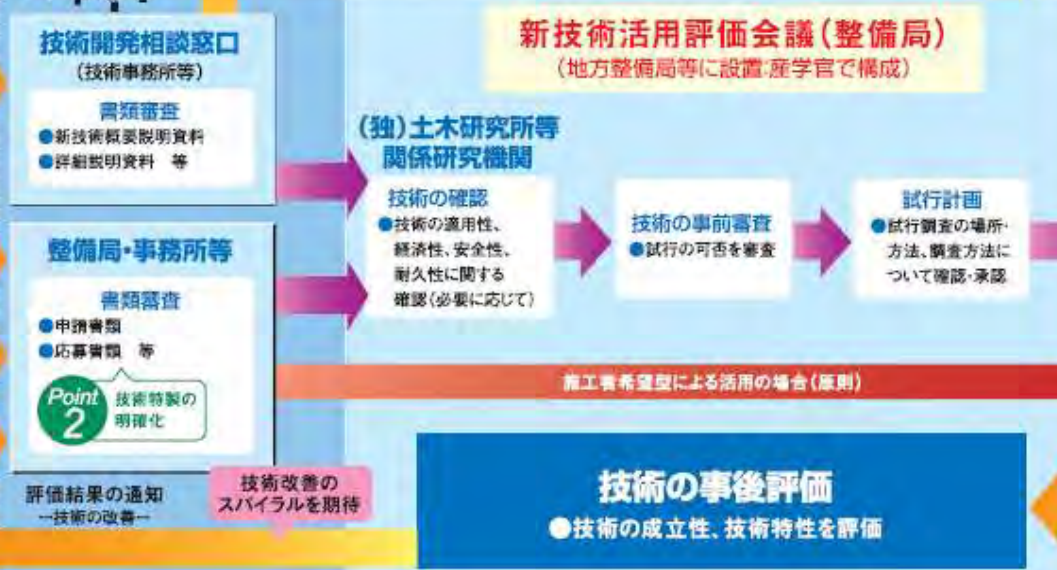 技術開発相談窓口
(技術事務所等)
書類審査
●新技術概要説明資料
●詳細説明資料 等
整備局・事務所等
書類審査
●申請書類
●応募書類 等
Point
2
技術特製の
明確化
評価結果の通知
―技術の改善―
技術改善の
スパイラルを期待
新技術活用評価会議(整備局)
(地方整備局等に設置:産学官で構成)
(独)土木研究所等
関係研究機関
技術の確認
●技術の適用性、
経済性、安全性、
耐久性に関する
確認(必要に応じて)
技術の事前審査
●試行の可否を審査
試行計画
●試行調査の場所・
方法、調査方法に
ついて確認・承認
施工者希望型による活用の場合(原則)
技術の事後評価
●技術の成立性、技術特性を評価